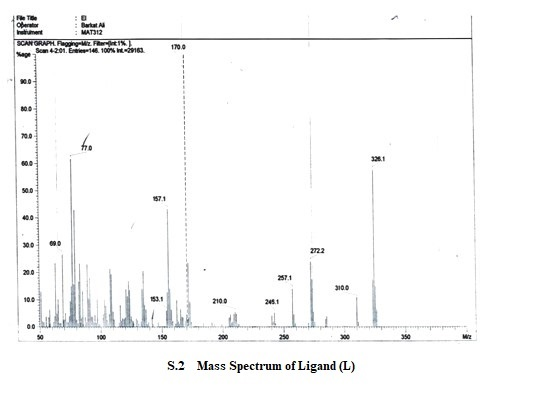 File Title : EI
Operator : Barkat Ali
Instrument : MAT312
SCAN GRAPH. Flagging=M/z. Filter=[Int:1%. ].
Scan 4-2:01. Entries=146. 100% Int.=29163.
%age
170.0
90.0
80.0
70.0
77.0
326.1
60.0
50.0
157.1
40.0
30.0
69.0
272.2
257.1
20.0
310.0
153.1
210.0
245.1
10.0
0.0
50 100 150 200 250 300 350 M/z
S.2 Mass Spectrum of Ligand (L)